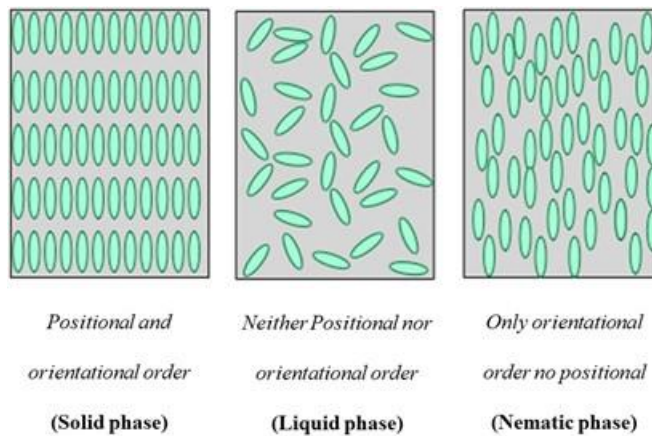 Positional and
orientational order
(Solid phase)
Neither Positional nor
orientational order
(Liquid phase)
Only orientational
order no positional
(Nematic phase)